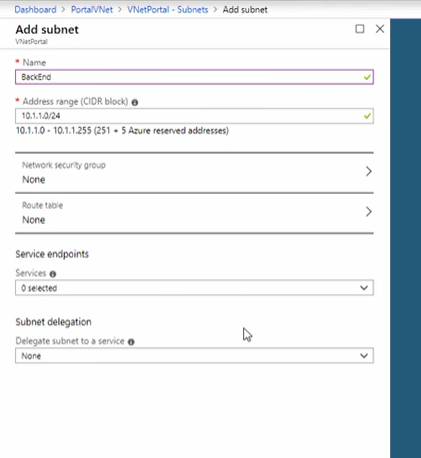 Dashboard > PortalVNet > VNetPortal - Subnets > Add subnet
Add subnet
VNetPortal
* Name
BackEnd
* Address range (CIDR block)
10.1.1.0/24
10.1.1.0 - 10.1.1.255 (251 + 5 Azure reserved addresses)
Network security group
None
Route table
None
Service endpoints
Services
0 selected
Subnet delegation
Delegate subnet to a service
None